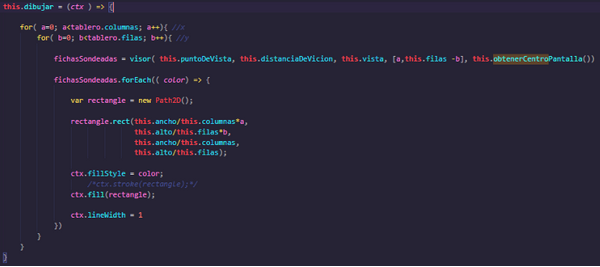 this.dibujar = (ctx ) => {
for( a=0; a<tablero.columnas; a++){ //x
for( b=0; b<tablero.filas; b++){ //y
fichasSondeadas = visor( this.puntoDeVista, this.distanciaDeVicion, this.vista, [a,this.filas -b], this.obtenerCentroPantalla())
fichasSondeadas.forEach(( color) => {
var rectangle = new Path2D();
rectangle.rect(this.ancho/this.columnas*a,
this.alto/this.filas*b,
this.ancho/this.columnas,
this.alto/this.filas);
ctx.fillStyle = color;
/*ctx.stroke(rectangle);*/
ctx.fill(rectangle);
ctx.lineWidth = 1
})
}
}
}